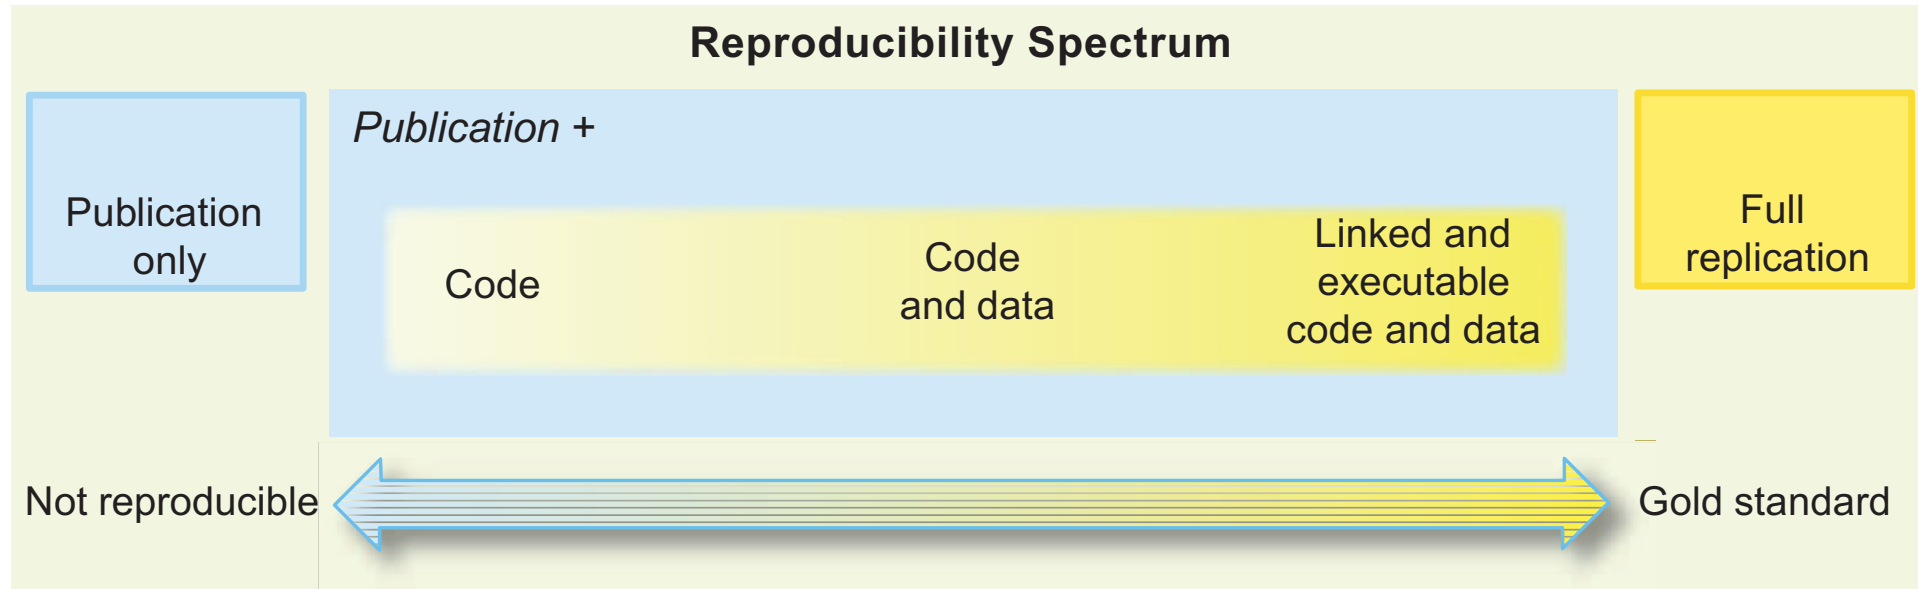 Reproducibility Spectrum
Publication
only
Publication +
Code
Code
and data
Linked and
executable
code and data
Full
replication
Not reproducible
Gold standard